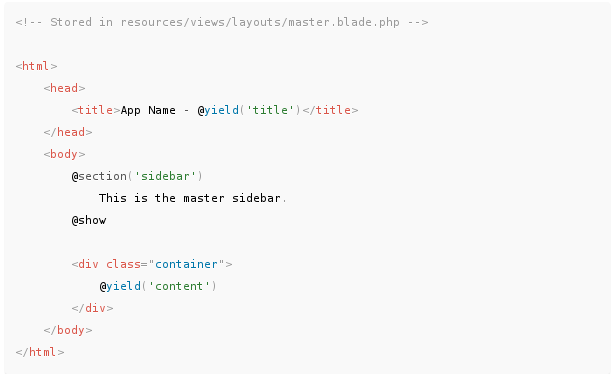 <!-- Stored in resources/views/layouts/master.blade.php -->
<html>
<head>
<title>App Name - @yield('title')</title>
</head>
<body>
@section('sidebar')
This is the master sidebar.
@show
<div class="container">
@yield('content')
</div>
</body>
</html>